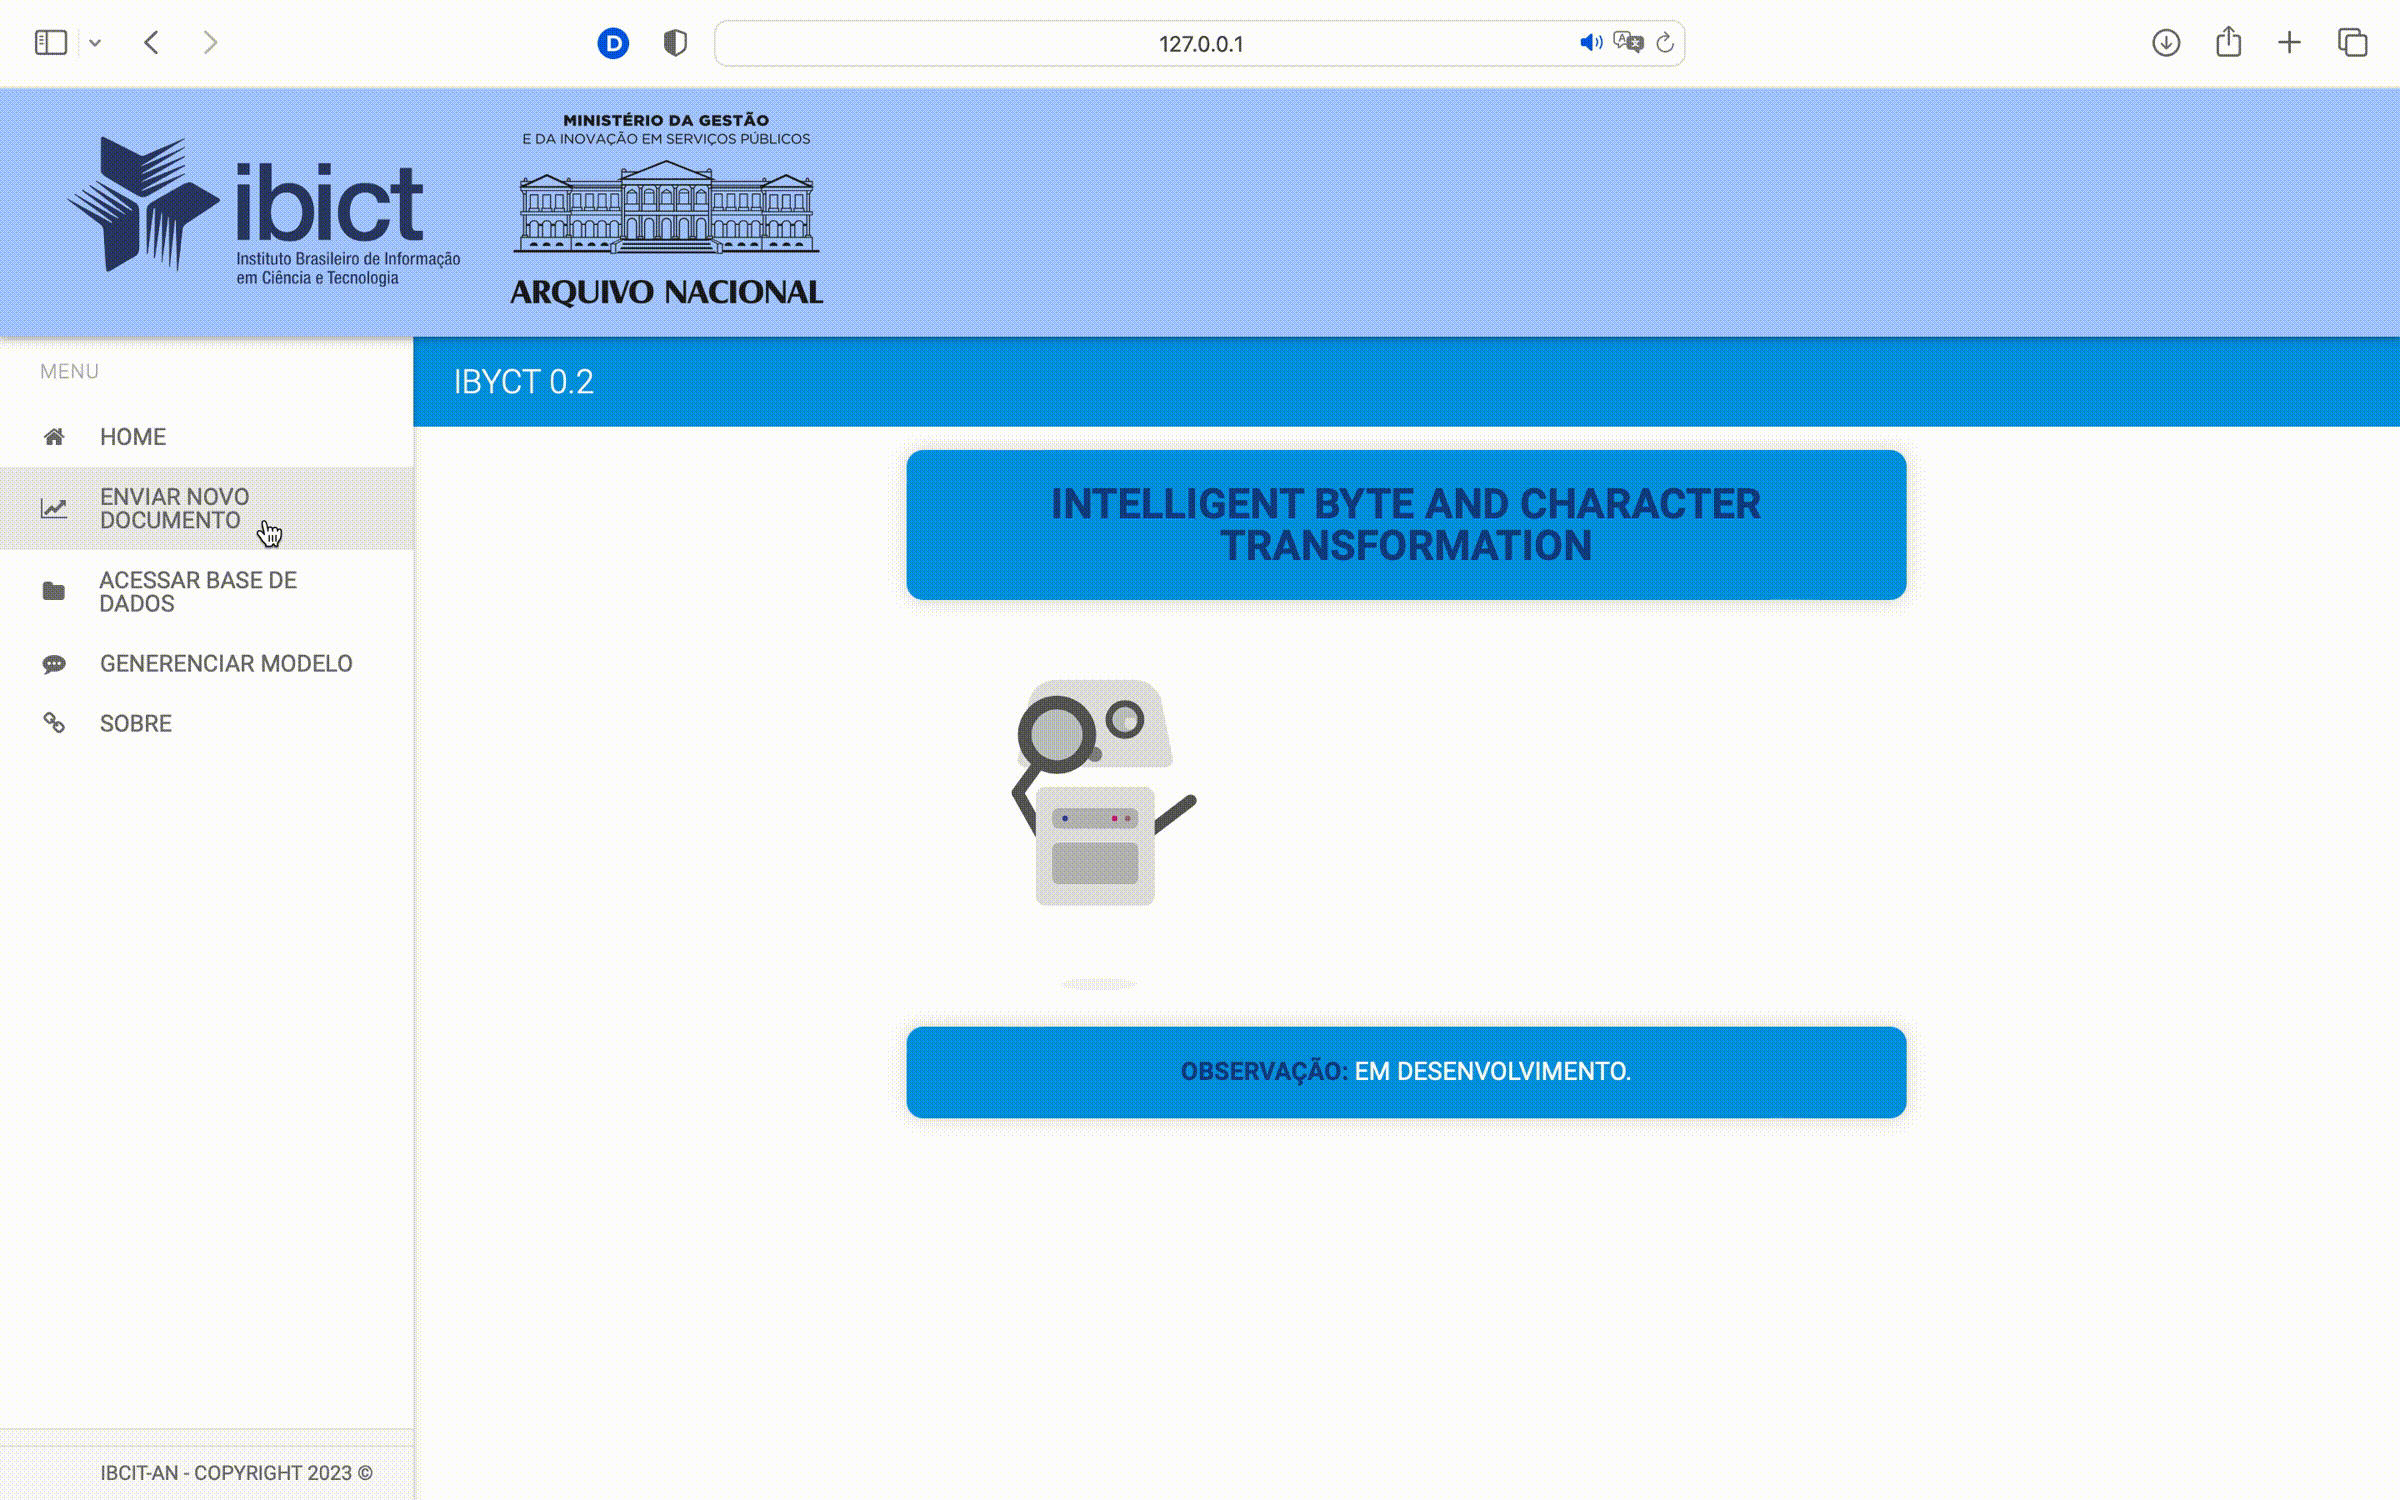 D
127.0.0.1
MINISTÉRIO DA GESTÃO
E DA INOVAÇÃO EM SERVIÇOS PÚBLICOS
ibict
Instituto Brasileiro de Informação
em Ciência e Tecnologia
ARQUIVO NACIONAL
MENU
IBYCT 0.2
HOME
ENVIAR NOVO
DOCUMENTO
ACESSAR BASE DE
DADOS
GENERENCIAR MODELO
SOBRE
INTELLIGENT BYTE AND CHARACTER
TRANSFORMATION
OBSERVAÇÃO: EM DESENVOLVIMENTO.
IBCIT-AN - COPYRIGHT 2023 ©